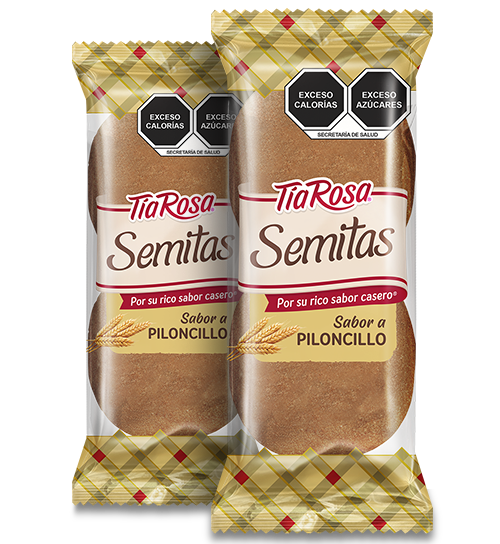 EXCESO
CALORÍAS
EXCESO
AZÚCARES
SECRETARÍA DE SALUD
TíaRosa®
Semitas
Por su rico sabor casero®
Sabor a
PILONCILLO
EXCESO
CALORÍAS
EXCESO
AZÚCARES
SECRETARÍA DE SALUD
TíaRosa®
Semitas
Por su rico sabor casero®
Sabor a
PILONCILLO